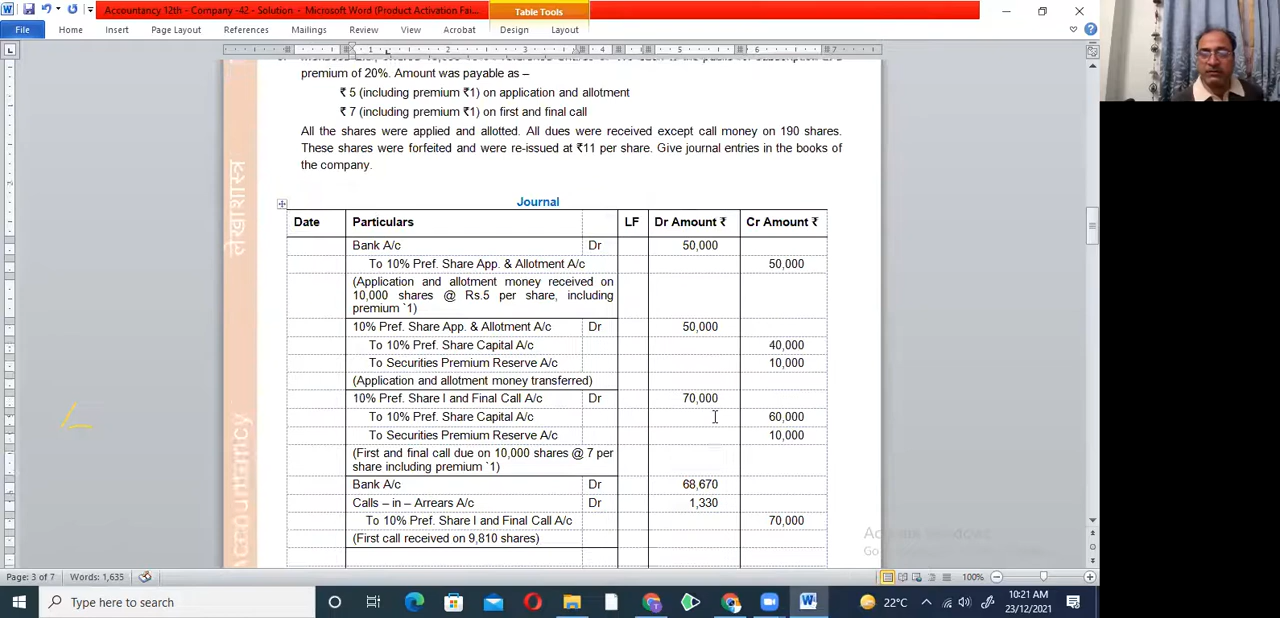 Accountancy 12th - Company -42 - Solution - Microsoft Word (Product Activation Fai
Table Tools
File Home Insert Page Layout References Mailings Review View Acrobat Design Layout
premium of 20%. Amount was payable as –
₹ 5 (including premium ₹1) on application and allotment
₹ 7 (including premium ₹1) on first and final call
All the shares were applied and allotted. All dues were received except call money on 190 shares.
These shares were forfeited and were re-issued at ₹11 per share. Give journal entries in the books of
the company.
लेखाशास्त्र
Accountancy
Journal
Date Particulars LF Dr Amount ₹ Cr Amount ₹
Bank A/c Dr 50,000
To 10% Pref. Share App. & Allotment A/c 50,000
(Application and allotment money received on
10,000 shares @ Rs.5 per share, including
premium `1)
10% Pref. Share App. & Allotment A/c Dr 50,000
To 10% Pref. Share Capital A/c 40,000
To Securities Premium Reserve A/c 10,000
(Application and allotment money transferred)
10% Pref. Share I and Final Call A/c Dr 70,000
To 10% Pref. Share Capital A/c 60,000
To Securities Premium Reserve A/c 10,000
(First and final call due on 10,000 shares @ 7 per
share including premium `1)
Bank A/c Dr 68,670
Calls – in – Arrears A/c Dr 1,330
To 10% Pref. Share I and Final Call A/c 70,000
(First call received on 9,810 shares)
Page: 3 of 7 Words: 1,635 100%
Type here to search
22°C
10:21 AM
23/12/2021